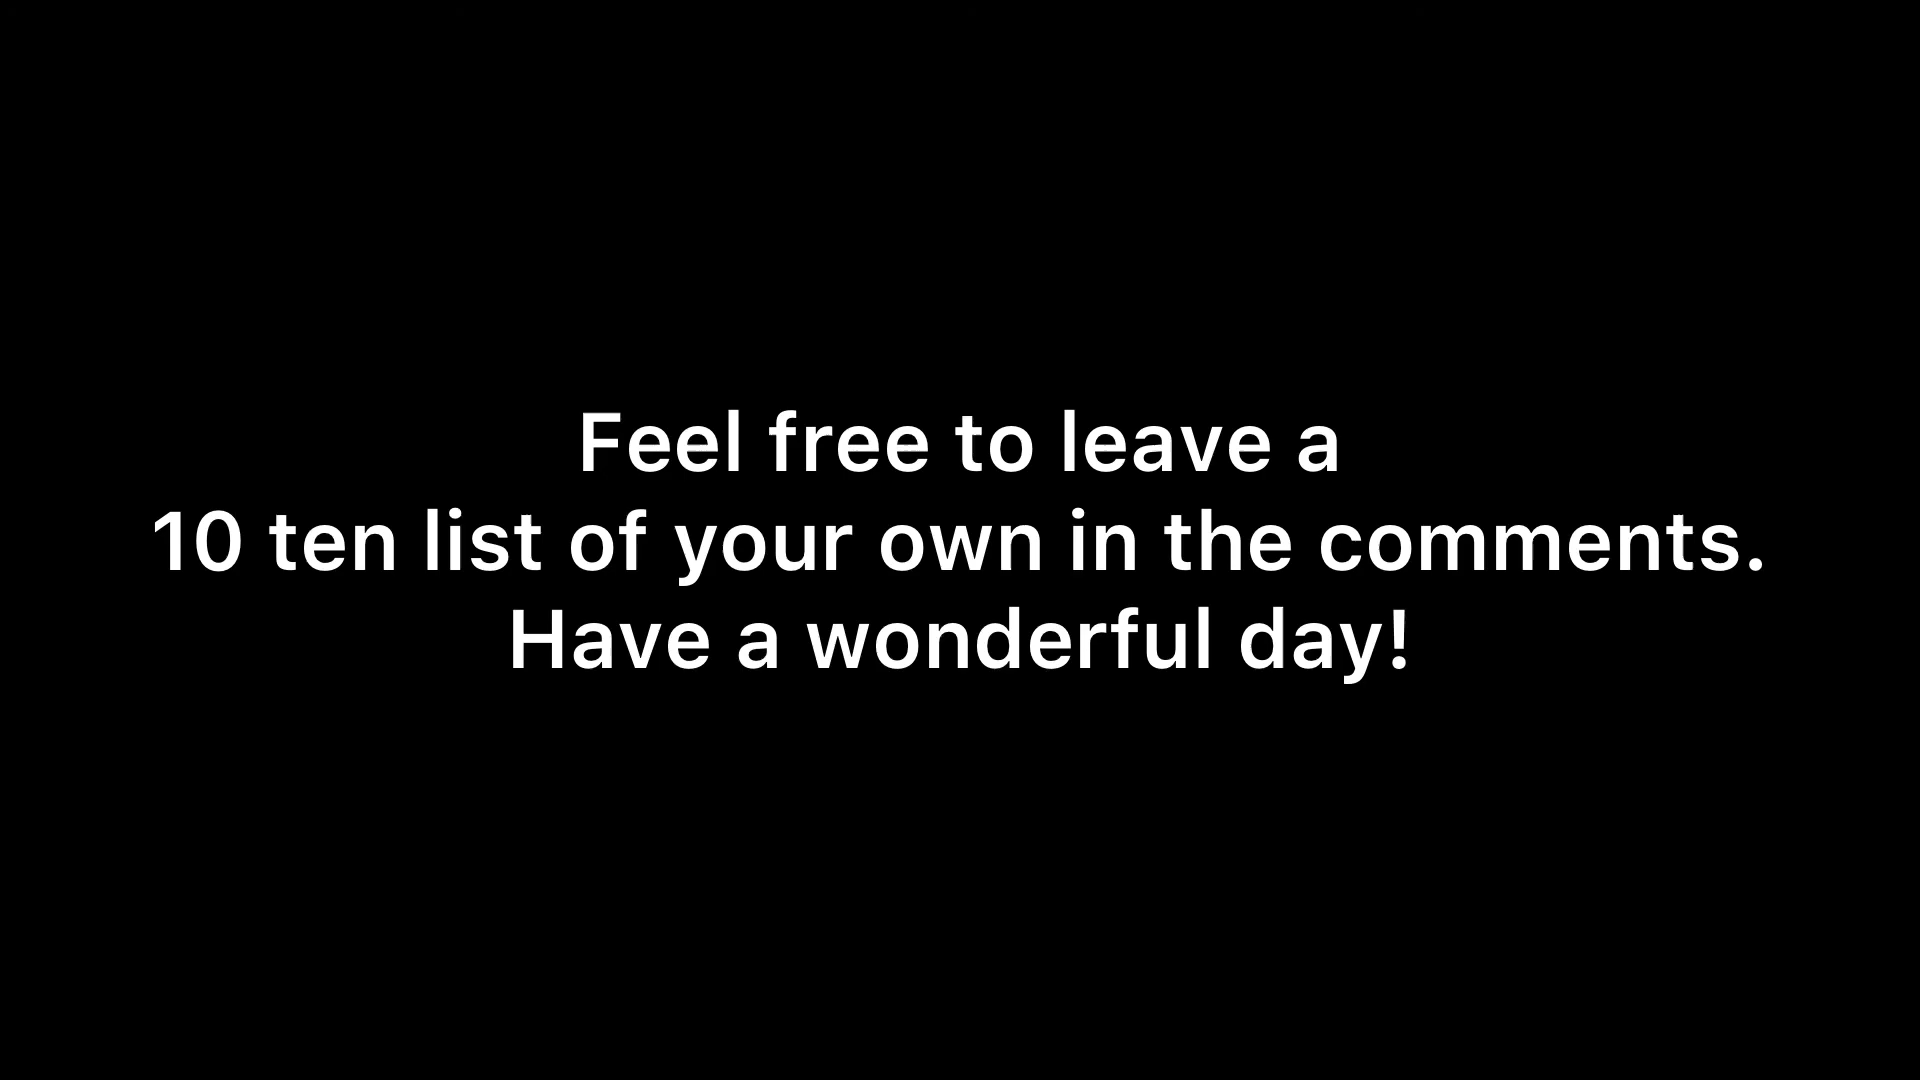 Feel free to leave a
10 ten list of your own in the comments.
Have a wonderful day!